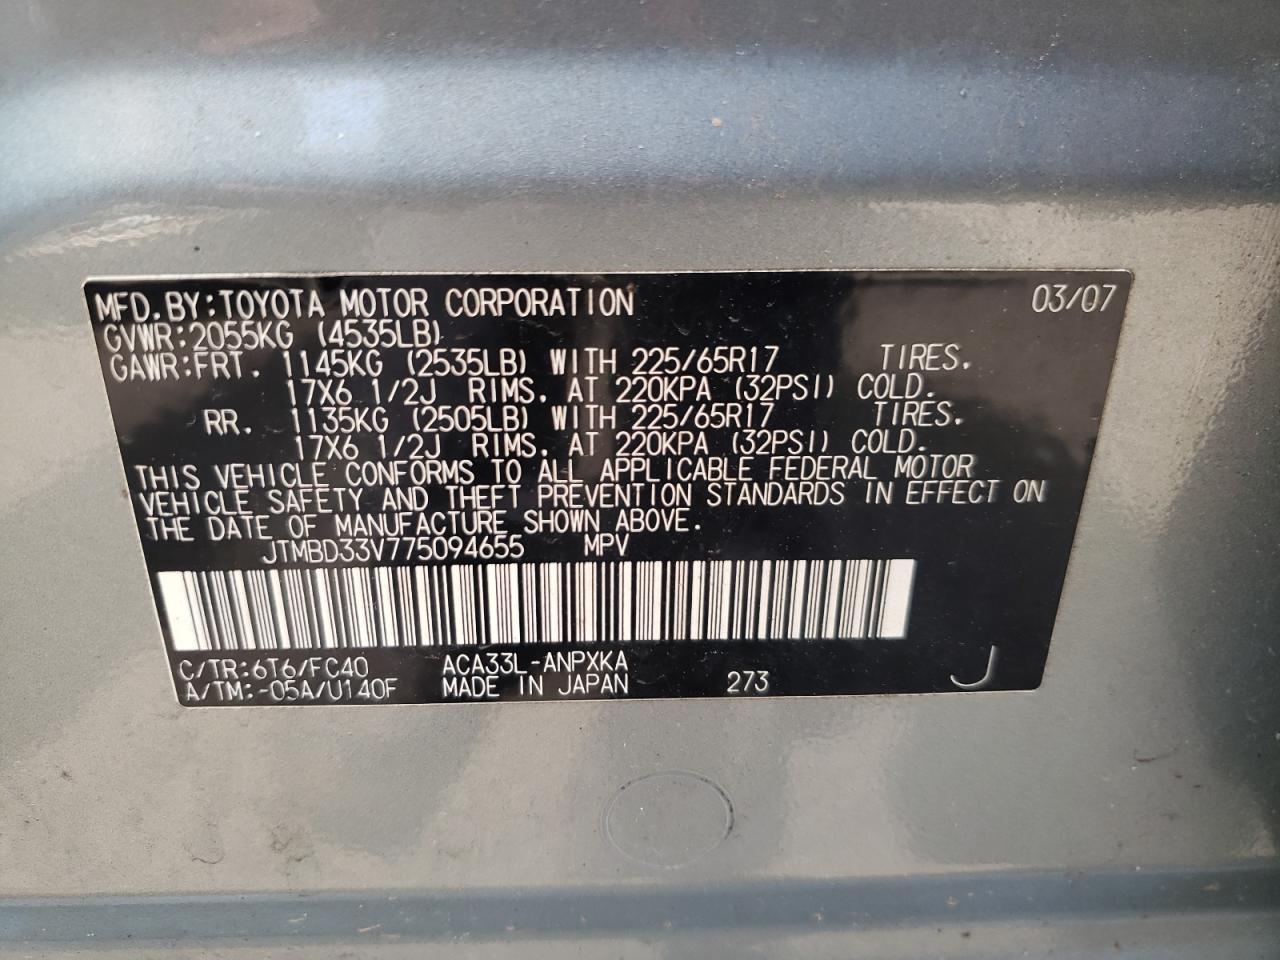 MFD.BY:TOYOTA MOTOR CORPORATION 03/07
GVWR:2055KG (4535LB)
GAWR:FRT. 1145KG (2535LB) WITH 225/65R17 TIRES.
17X6 1/2J RIMS. AT 220KPA (32PSI) COLD.
RR. 1135KG (2505LB) WITH 225/65R17 TIRES.
17X6 1/2J RIMS. AT 220KPA (32PSI) COLD.
THIS VEHICLE CONFORMS TO ALL APPLICABLE FEDERAL MOTOR
VEHICLE SAFETY AND THEFT PREVENTION STANDARDS IN EFFECT ON
THE DATE OF MANUFACTURE SHOWN ABOVE.
JTMBD33V775094655 MPV
C/TR:6T6/FC40 ACA33L-ANPXKA
A/TM:-05A/U140F MADE IN JAPAN 273 J